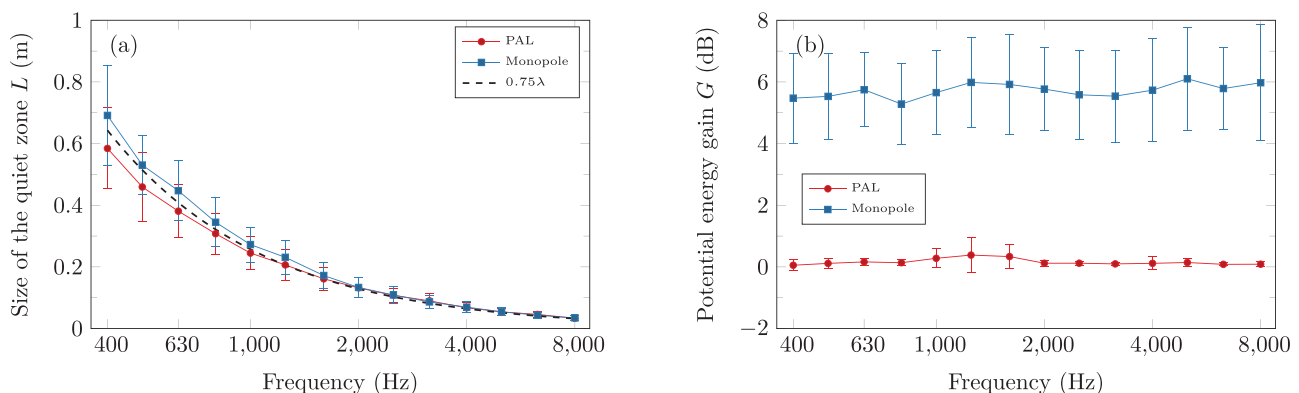 (a)
PAL
Monopole
0.75λ
Size of the quiet zone L (m)
1
0.8
0.6
0.4
0.2
0
400
630
1,000
2,000
4,000
8,000
Frequency (Hz)
(b)
PAL
Monopole
Potential energy gain G (dB)
8
6
4
2
0
−2
400
630
1,000
2,000
4,000
8,000
Frequency (Hz)